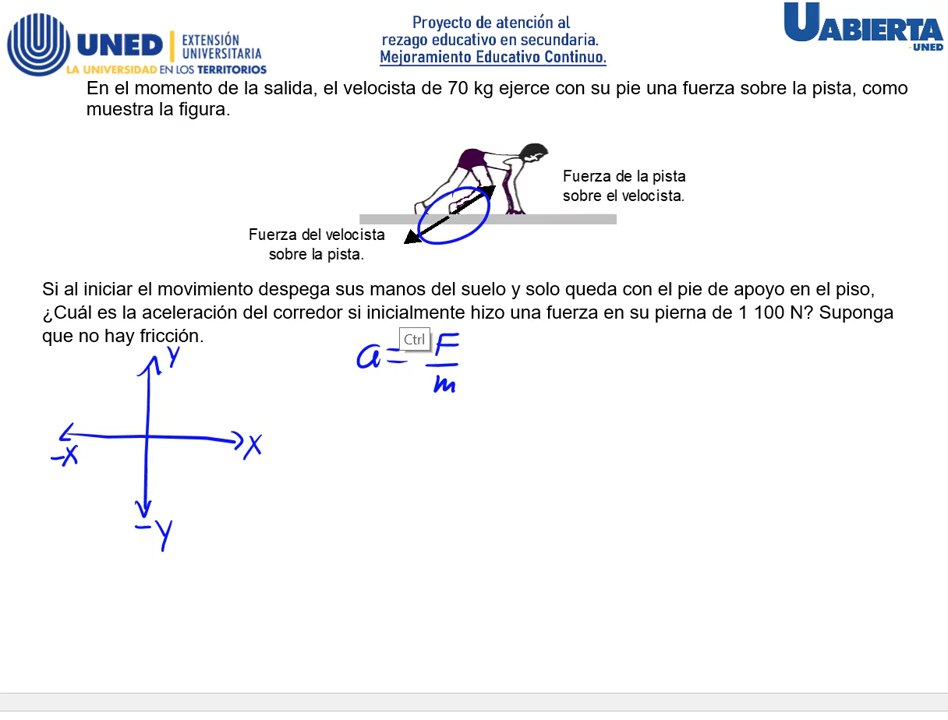 UNED
EXTENSIÓN
UNIVERSITARIA
LA UNIVERSIDAD EN LOS TERRITORIOS
Proyecto de atención al
rezago educativo en secundaria.
Mejoramiento Educativo Continuo.
UABIERTA
UNED
En el momento de la salida, el velocista de 70 kg ejerce con su pie una fuerza sobre la pista, como
muestra la figura.
Fuerza de la pista
sobre el velocista.
Fuerza del velocista
sobre la pista.
Si al iniciar el movimiento despega sus manos del suelo y solo queda con el pie de apoyo en el piso,
¿Cuál es la aceleración del corredor si inicialmente hizo una fuerza en su pierna de 1 100 N? Suponga
que no hay fricción.
Ctrl
a = F
m
y
-x
x
-y